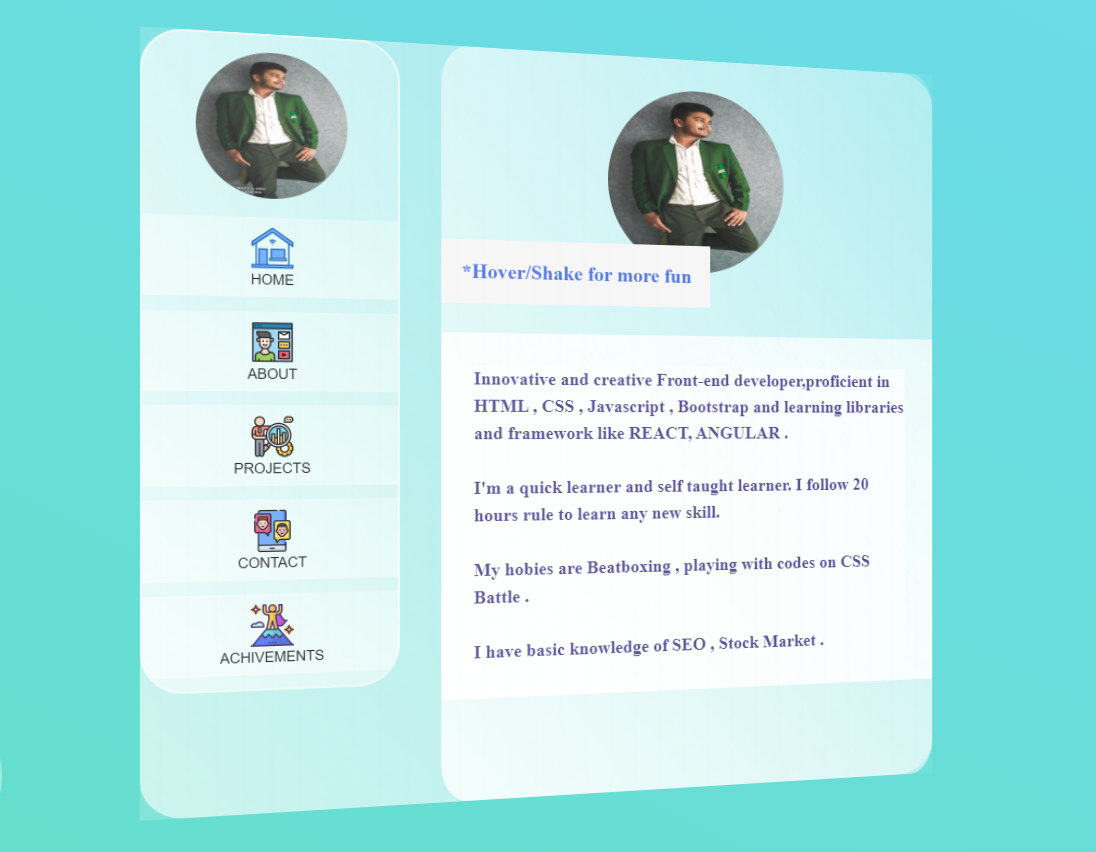 HOME
ABOUT
PROJECTS
CONTACT
ACHIVEMENTS
*Hover/Shake for more fun
Innovative and creative Front-end developer,proficient in
HTML , CSS , Javascript , Bootstrap and learning libraries
and framework like REACT, ANGULAR .
I'm a quick learner and self taught learner. I follow 20
hours rule to learn any new skill.
My hobies are Beatboxing , playing with codes on CSS
Battle .
I have basic knowledge of SEO , Stock Market .